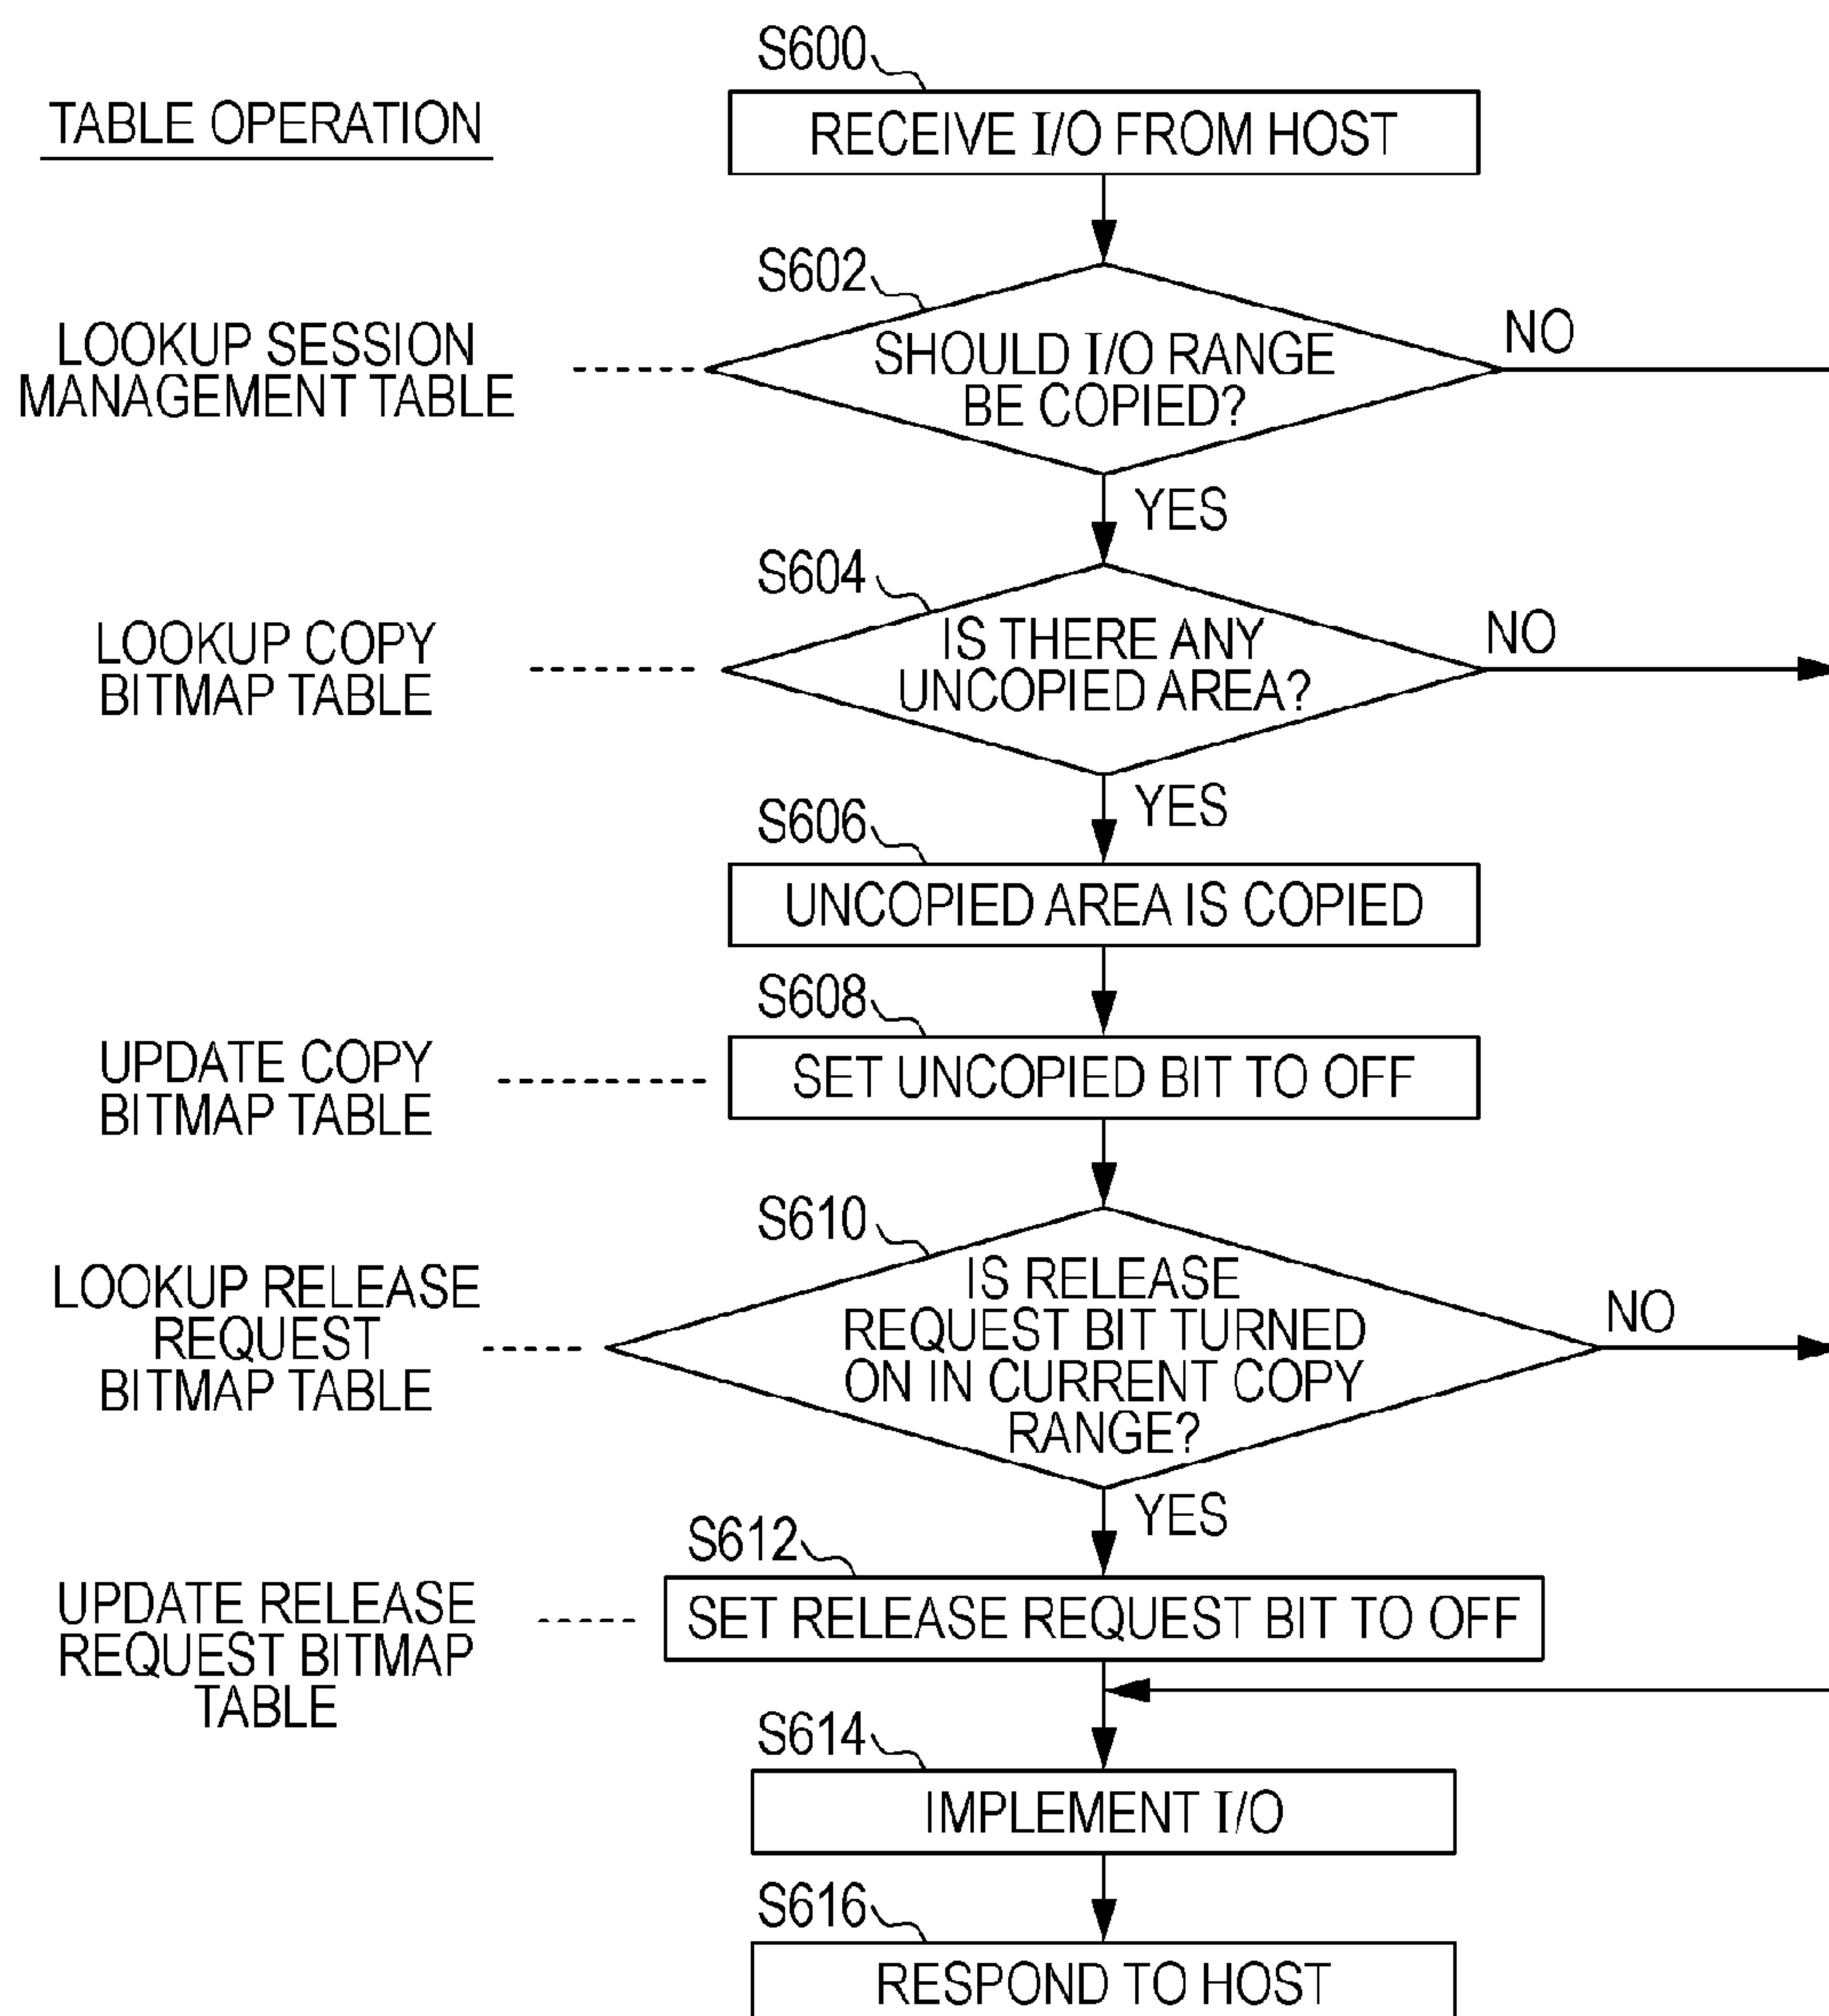 S600
TABLE OPERATION
RECEIVE I/O FROM HOST
S602
LOOKUP SESSION
MANAGEMENT TABLE
SHOULD I/O RANGE
BE COPIED?
NO
YES
S604
LOOKUP COPY
BITMAP TABLE
IS THERE ANY
UNCOPIED AREA?
NO
YES
S606
UNCOPIED AREA IS COPIED
S608
UPDATE COPY
BITMAP TABLE
SET UNCOPIED BIT TO OFF
S610
LOOKUP RELEASE
REQUEST
BITMAP TABLE
IS RELEASE
REQUEST BIT TURNED
ON IN CURRENT COPY
RANGE?
NO
YES
S612
UPDATE RELEASE
REQUEST BITMAP
TABLE
SET RELEASE REQUEST BIT TO OFF
S614
IMPLEMENT I/O
S616
RESPOND TO HOST